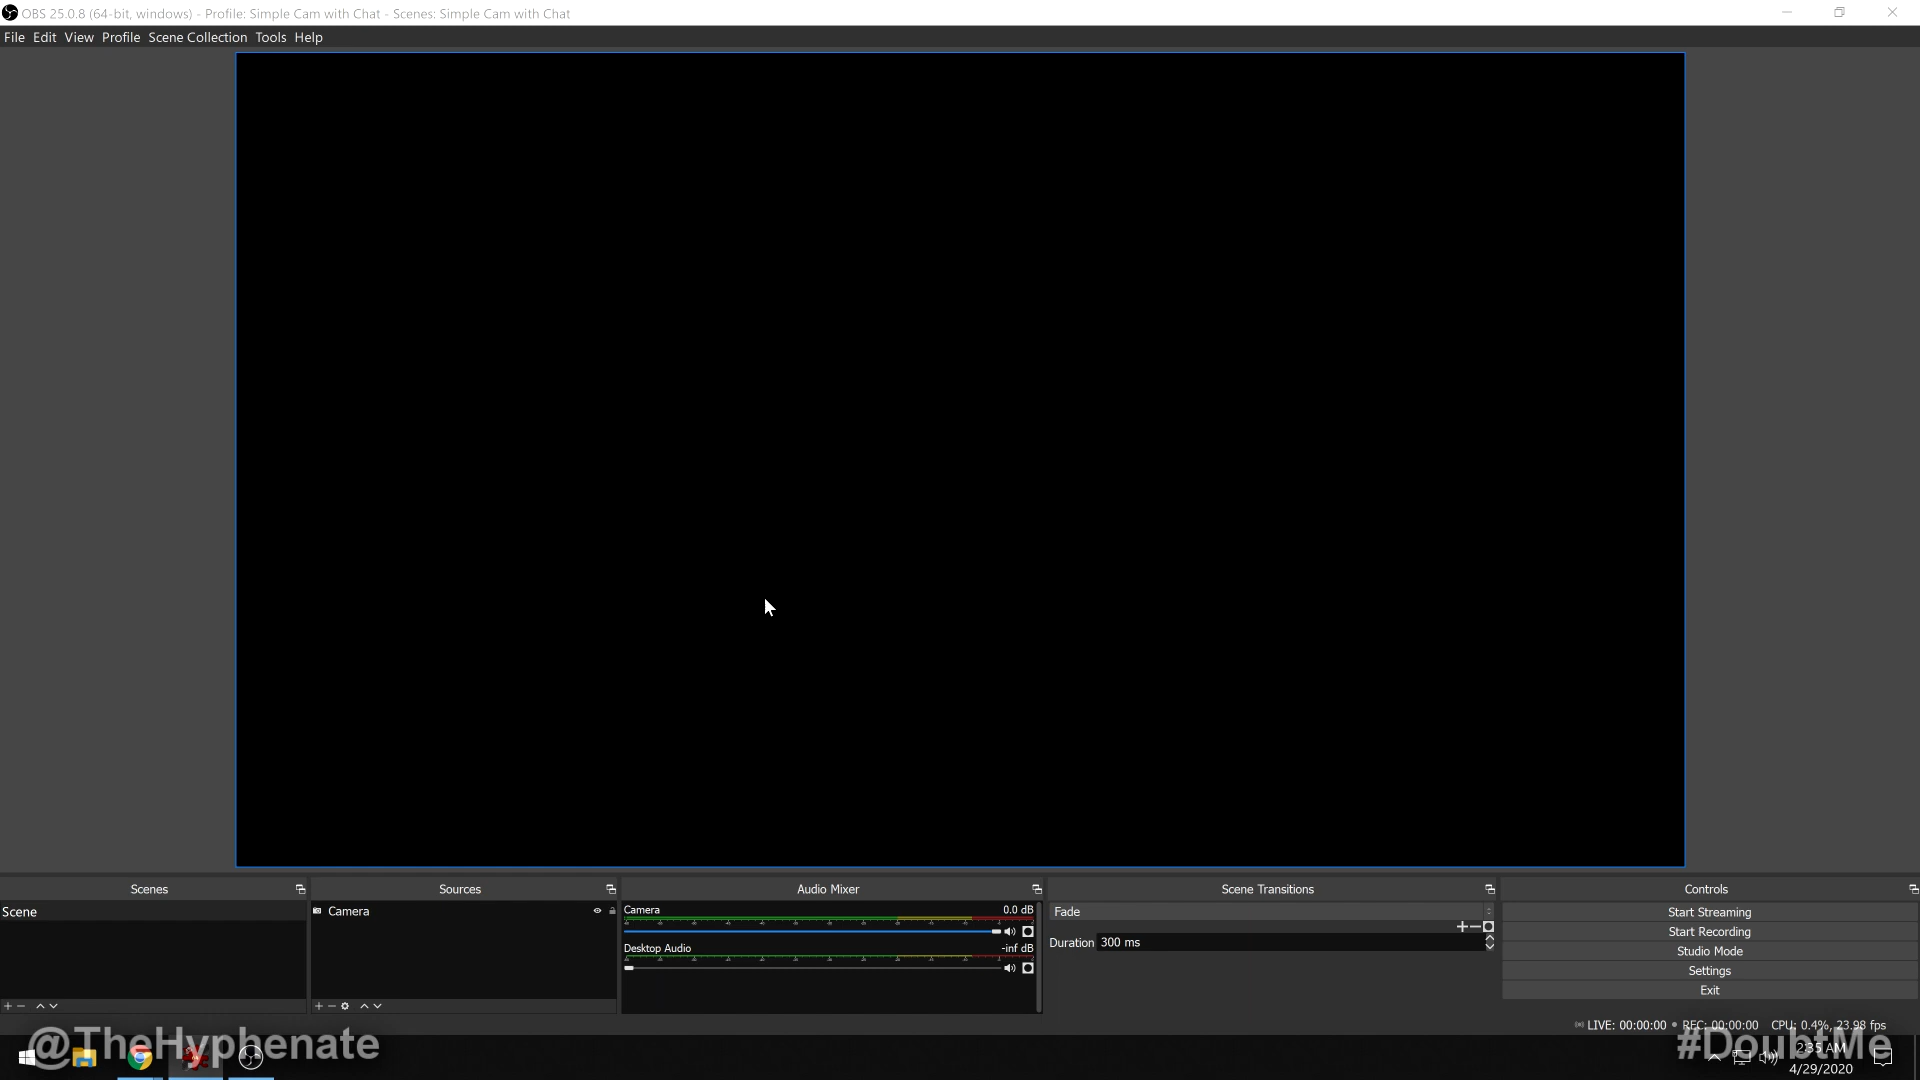 OBS 25.0.8 (64-bit, windows) - Profile: Simple Cam with Chat - Scenes: Simple Cam with Chat
File Edit View Profile Scene Collection Tools Help
Scenes
Scene
Sources
Camera
Audio Mixer
Camera 0.0 dB
Desktop Audio -inf dB
Scene Transitions
Fade
Duration 300 ms
Controls
Start Streaming
Start Recording
Studio Mode
Settings
Exit
LIVE: 00:00:00 REC: 00:00:00 CPU: 0.4%, 23.98 fps
@TheHyphenate
#DoubtMe
2:35 AM
4/29/2020